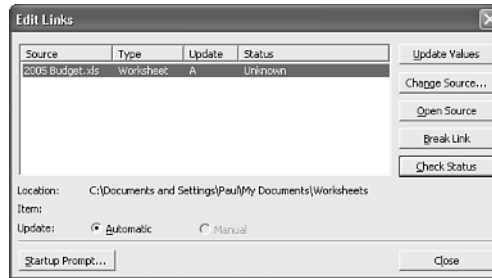 Edit Links
Source Type Update Status
2005 Budget.xls Worksheet A Unknown
Update Values
Change Source...
Open Source
Break Link
Check Status
Location: C:\Documents and Settings\Paul\My Documents\Worksheets
Item:
Update: Automatic Manual
Startup Prompt... Close